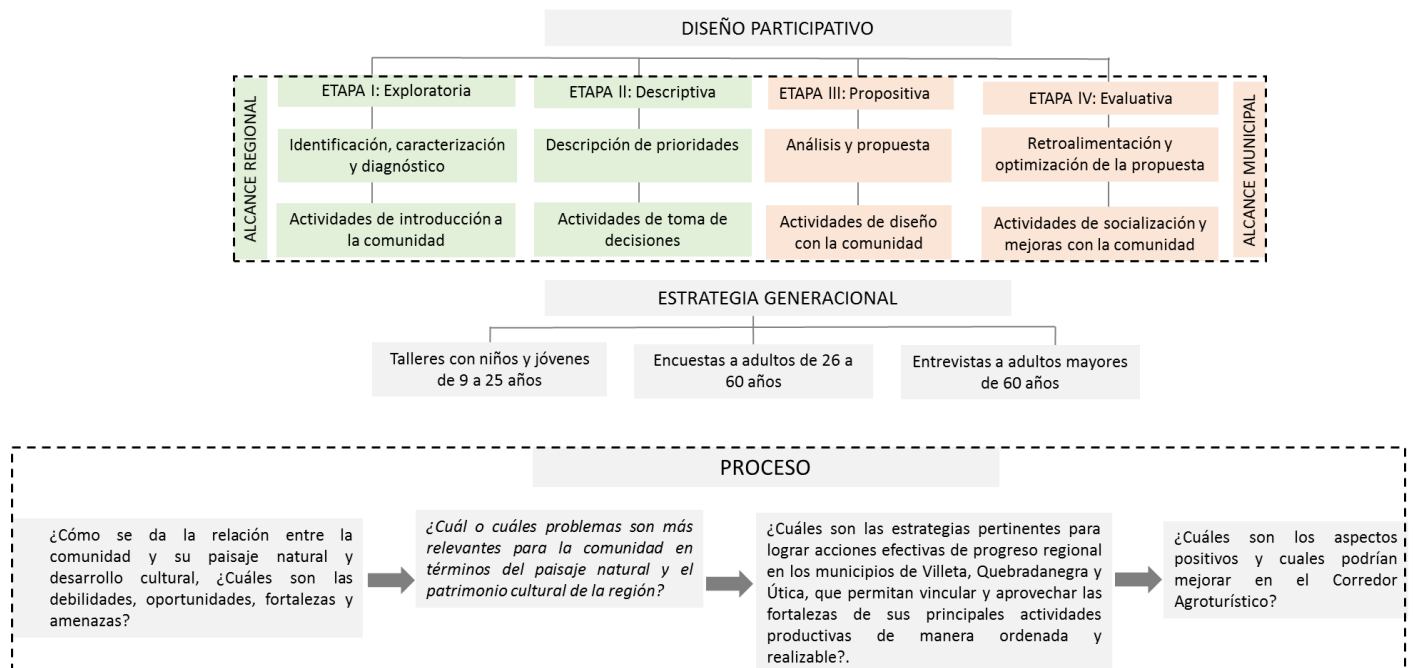 DISEÑO PARTICIPATIVO
ALCANCE REGIONAL
ETAPA I: Exploratoria
Identificación, caracterización
y diagnóstico
Actividades de introducción a
la comunidad
ETAPA II: Descriptiva
Descripción de prioridades
Actividades de toma de
decisiones
ETAPA III: Propositiva
Análisis y propuesta
Actividades de diseño
con la comunidad
ETAPA lV: Evaluativa
Retroalimentación y
optimización de la propuesta
Actividades de socialización y
mejoras con la comunidad
ALCANCE MUNICIPAL
ESTRATEGIA GENERACIONAL
Talleres con niños y jóvenes
de 9 a 25 años
Encuestas a adultos de 26 a
60 años
Entrevistas a adultos mayores
de 60 años
PROCESO
¿Cómo se da la relación entre la
comunidad y su paisaje natural y
desarrollo cultural, ¿Cuáles son las
debilidades, oportunidades, fortalezas y
amenazas?
¿Cuál o cuáles problemas son más
relevantes para la comunidad en
términos del paisaje natural y el
patrimonio cultural de la región?
¿Cuáles son las estrategias pertinentes para
lograr acciones efectivas de progreso regional
en los municipios de Villeta, Quebradanegra y
Útica, que permitan vincular y aprovechar las
fortalezas de sus principales actividades
productivas de manera ordenada y
realizable?.
¿Cuáles son los aspectos
positivos y cuales podrían
mejorar en el Corredor
Agroturístico?